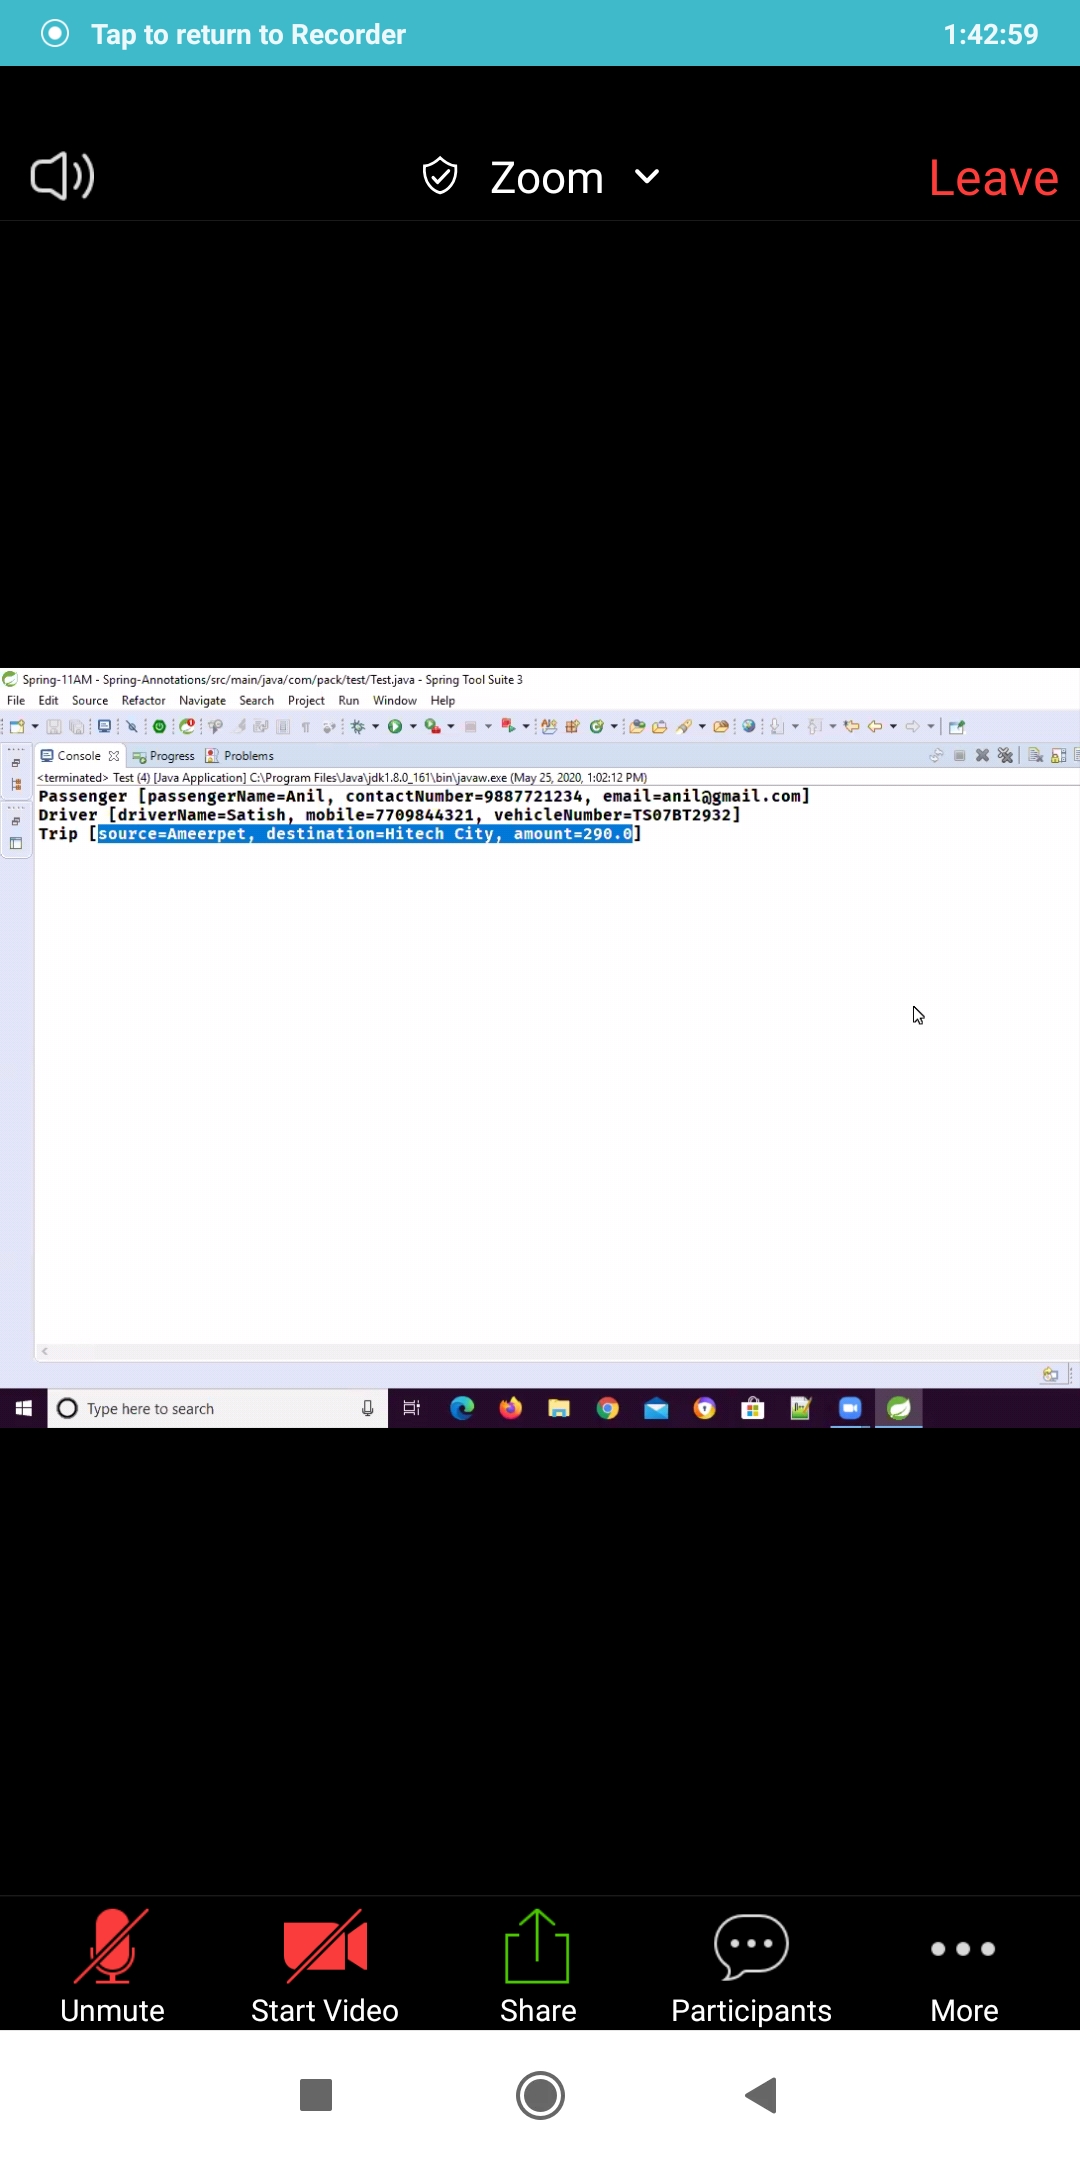 Tap to return to Recorder 1:42:59
Zoom Leave
Spring-11AM - Spring-Annotations/src/main/java/com/pack/test/Test.java - Spring Tool Suite 3
File Edit Source Refactor Navigate Search Project Run Window Help
Console Progress Problems
<terminated> Test (4) [Java Application] C:\Program Files\Java\jdk1.8.0_161\bin\javaw.exe (May 25, 2020, 1:02:12 PM)
Passenger [passengerName=Anil, contactNumber=9887721234, email=anil@gmail.com]
Driver [driverName=Satish, mobile=7709844321, vehicleNumber=TS07BT2932]
Trip [source=Ameerpet, destination=Hitech City, amount=290.0]
Type here to search
Unmute Start Video Share Participants More